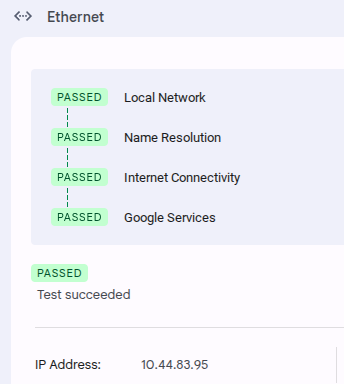 Ethernet
PASSED Local Network
PASSED Name Resolution
PASSED Internet Connectivity
PASSED Google Services
PASSED
Test succeeded
IP Address: 10.44.83.95